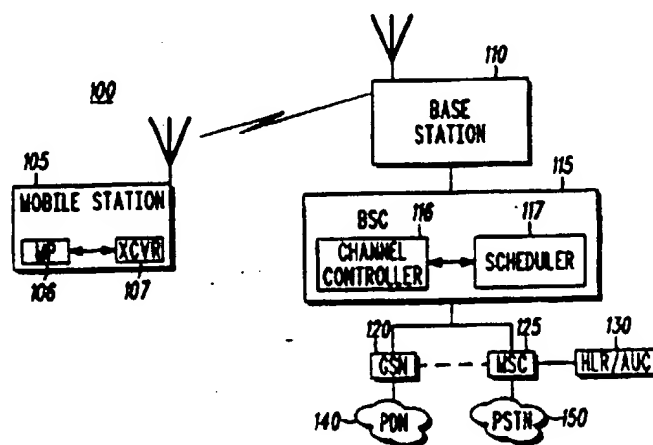 100
110
BASE
STATION
105
MOBILE STATION
MP
XCVR
106
107
115
BSC
116
117
CHANNEL
CONTROLLER
SCHEDULER
120
125
130
GSN
MSC
HLR/AUC
140
PDN
PSTN
150